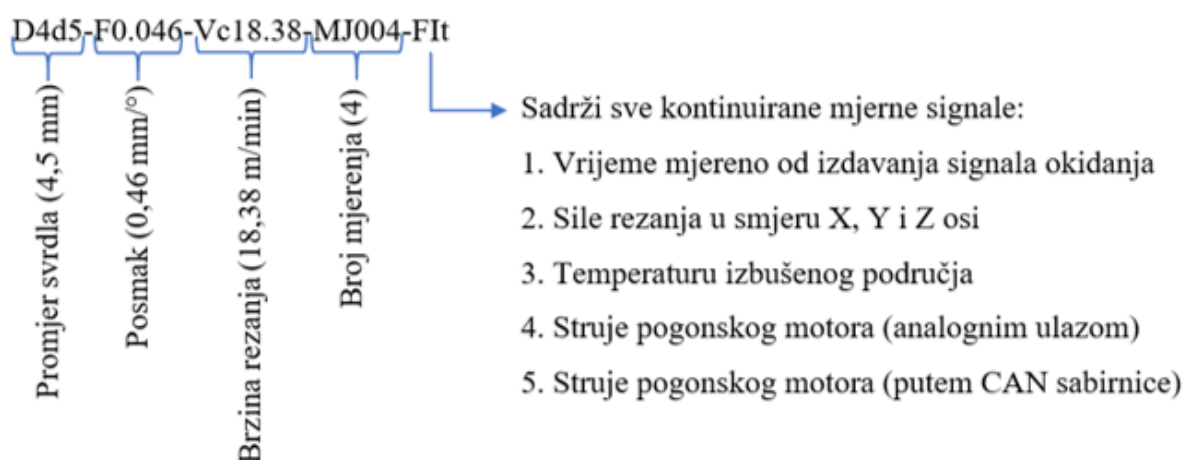 D4d5-F0.046-Vc18.38-MJ004-FIt
Promjer svrdla (4,5 mm)
Posmak (0,46 mm/°)
Brzina rezanja (18,38 m/min)
Broj mjerenja (4)
Sadrži sve kontinuirane mjerne signale:
1. Vrijeme mjereno od izdavanja signala okidanja
2. Sile rezanja u smjeru X, Y i Z osi
3. Temperaturu izbušenog područja
4. Struje pogonskog motora (analognim ulazom)
5. Struje pogonskog motora (putem CAN sabirnice)